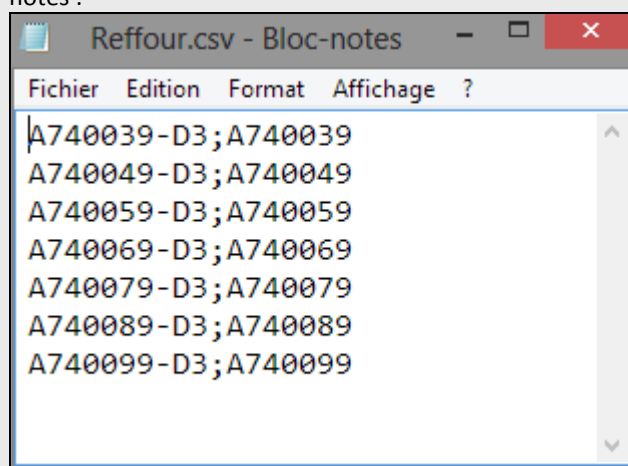 notes :
Reffour.csv - Bloc-notes
Fichier Edition Format Affichage ?
A740039-D3;A740039
A740049-D3;A740049
A740059-D3;A740059
A740069-D3;A740069
A740079-D3;A740079
A740089-D3;A740089
A740099-D3;A740099